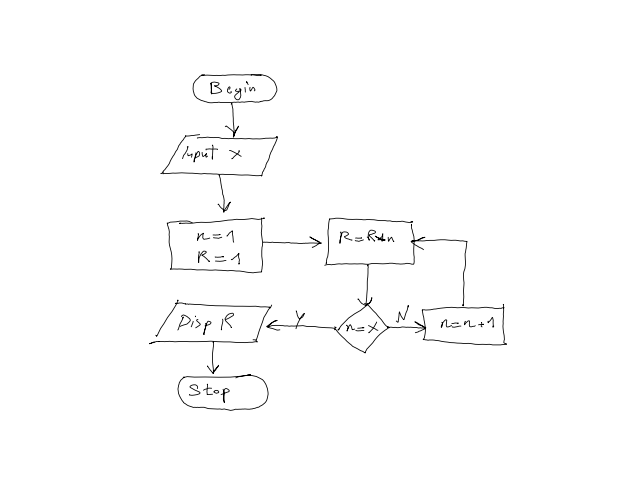 Begin
Input x
n=1
R=1
R=R*n
n=x
Y
N
n=n+1
Disp R
Stop